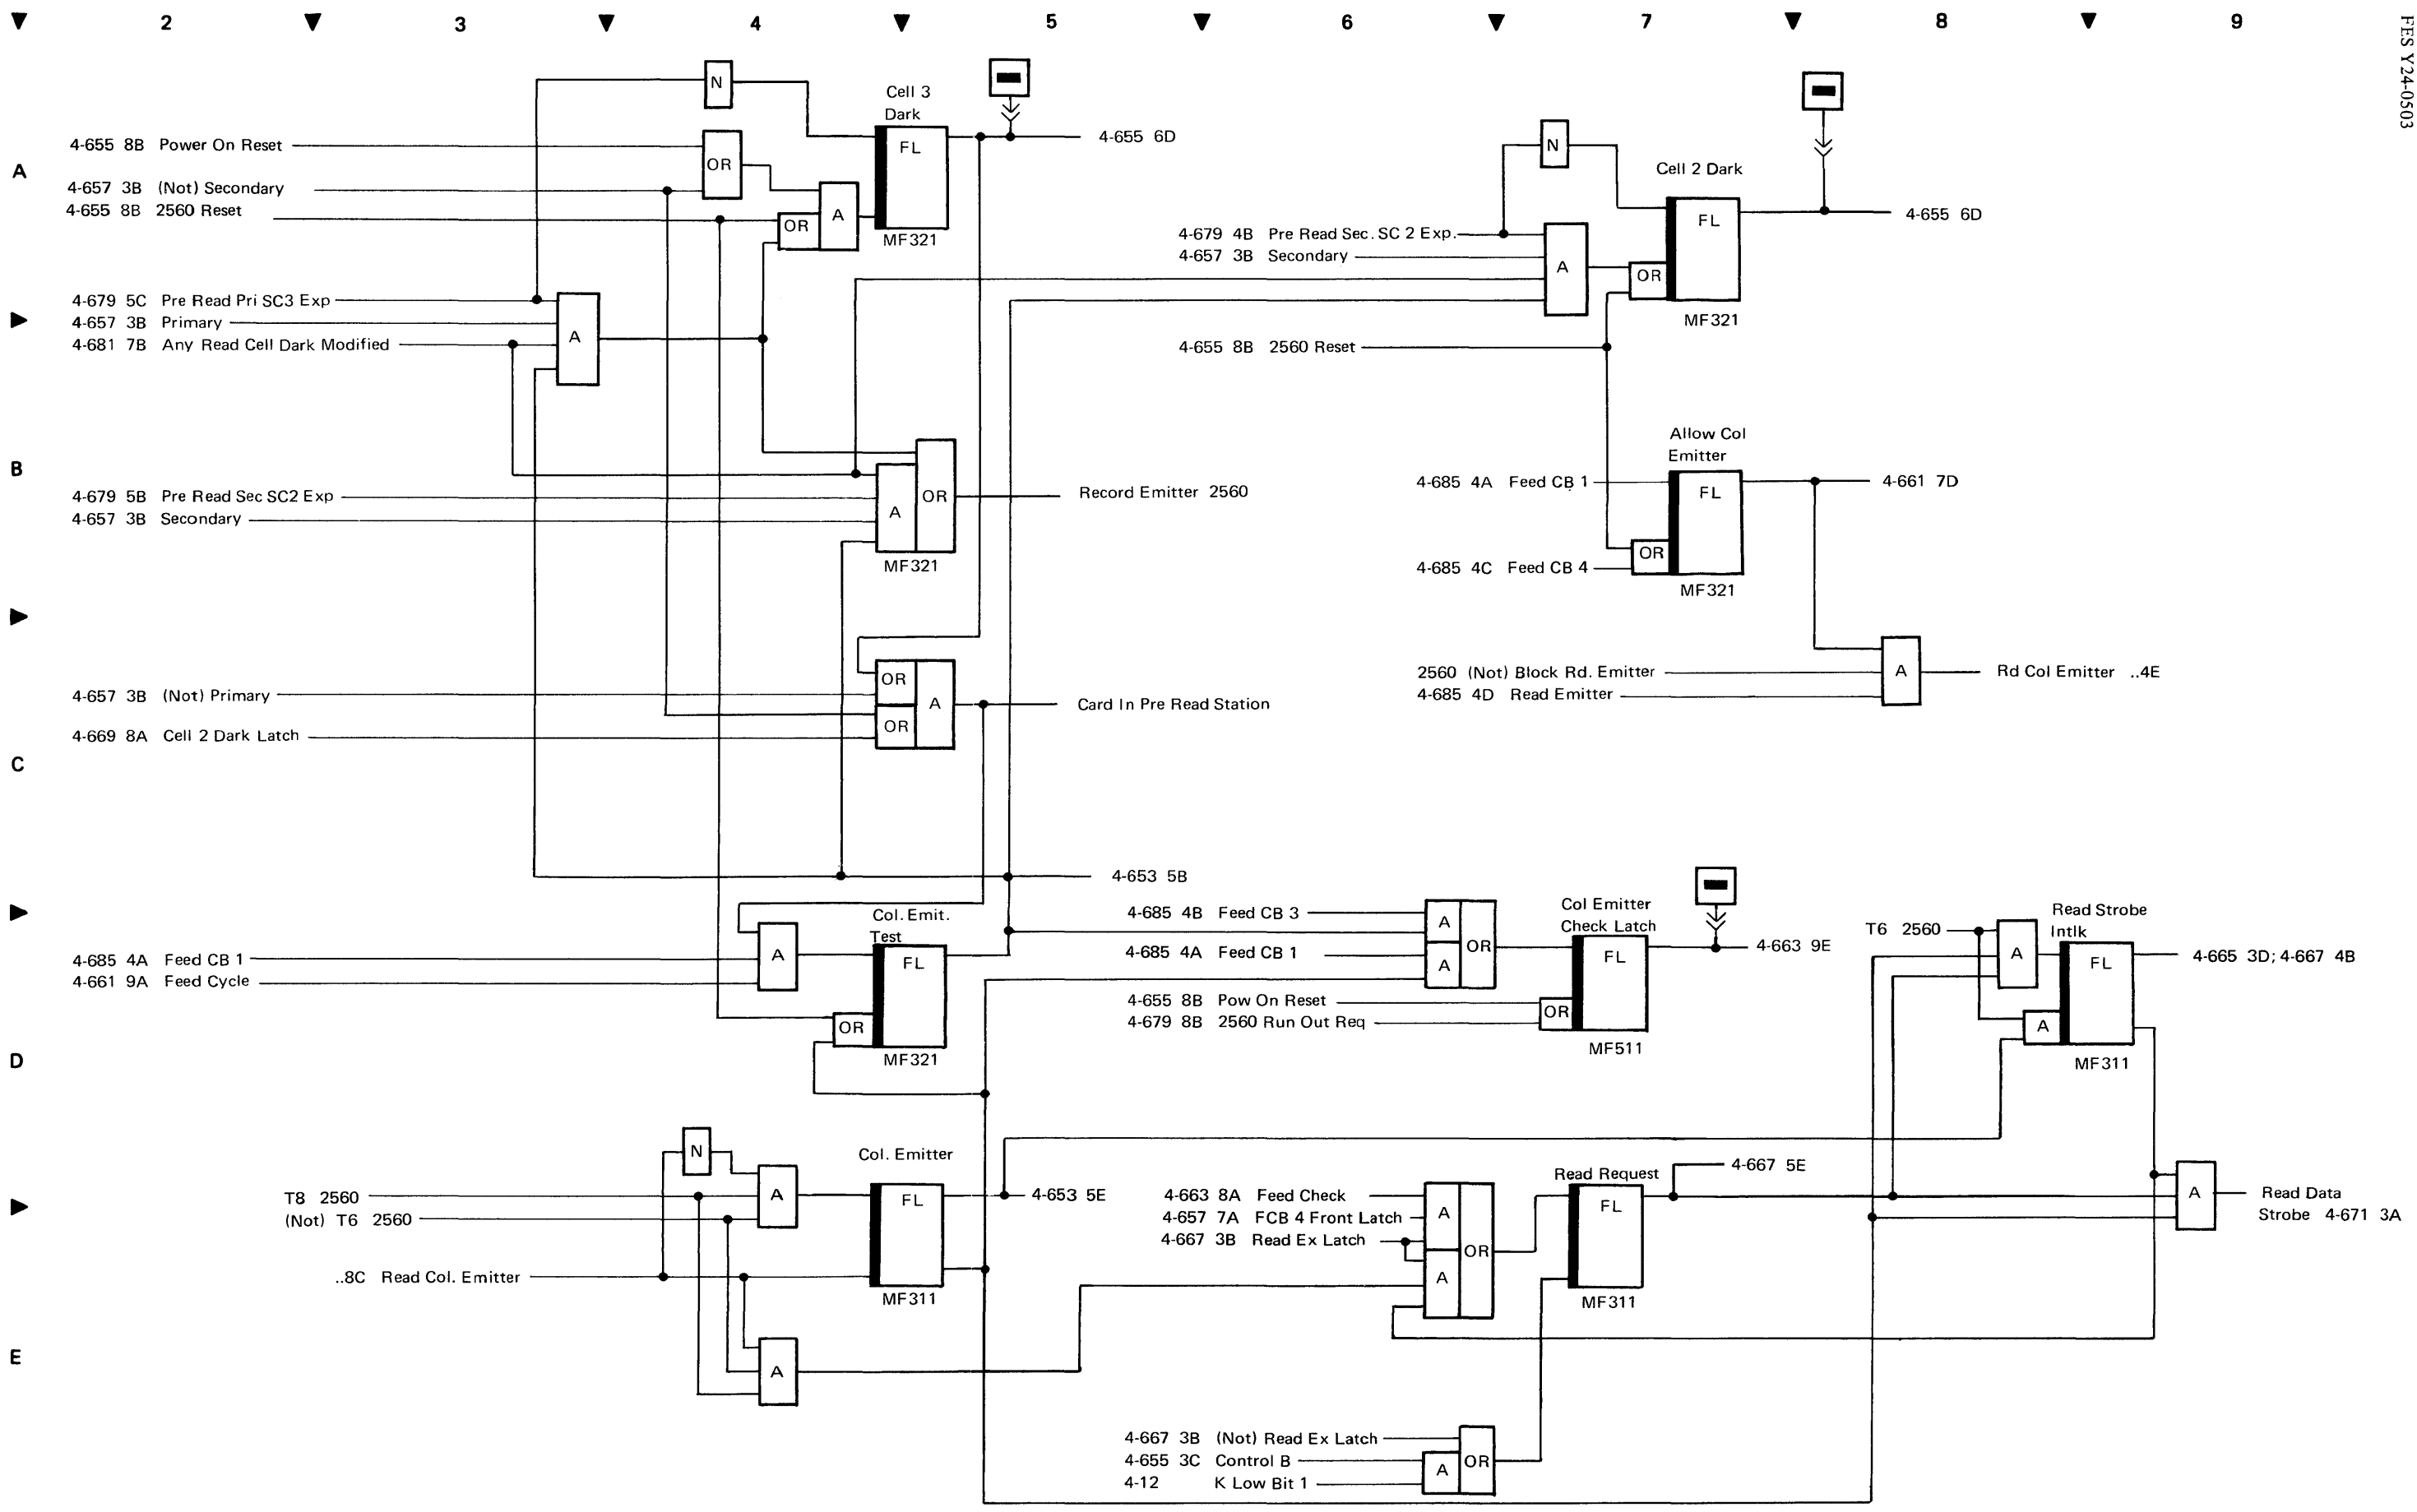 2 3 4 5 6 7 8 9
FES Y24-0503
A
B
C
D
E
N
Cell 3
Dark
FL
MF321
4-655 6D
4-655 8B Power On Reset
OR
4-657 3B (Not) Secondary
4-655 8B 2560 Reset
OR
A
4-679 5C Pre Read Pri SC3 Exp
4-657 3B Primary
4-681 7B Any Read Cell Dark Modified
A
4-679 5B Pre Read Sec SC2 Exp
4-657 3B Secondary
A
OR
MF321
Record Emitter 2560
4-657 3B (Not) Primary
4-669 8A Cell 2 Dark Latch
OR
OR
A
Card In Pre Read Station
4-653 5B
4-685 4A Feed CB 1
4-661 9A Feed Cycle
A
Col. Emit.
Test
FL
OR
MF321
N
T8 2560
(Not) T6 2560
A
Col. Emitter
FL
MF311
4-653 5E
..8C Read Col. Emitter
A
N
Cell 2 Dark
FL
MF321
4-655 6D
4-679 4B Pre Read Sec. SC 2 Exp.
4-657 3B Secondary
A
OR
4-655 8B 2560 Reset
Allow Col
Emitter
4-685 4A Feed CB 1
FL
4-661 7D
OR
4-685 4C Feed CB 4
MF321
2560 (Not) Block Rd. Emitter
4-685 4D Read Emitter
A
Rd Col Emitter ..4E
4-685 4B Feed CB 3
4-685 4A Feed CB 1
A
A
OR
Col Emitter
Check Latch
FL
4-663 9E
4-655 8B Pow On Reset
4-679 8B 2560 Run Out Req
OR
MF511
T6 2560
A
Read Strobe
Intlk
FL
4-665 3D; 4-667 4B
A
MF311
4-663 8A Feed Check
4-657 7A FCB 4 Front Latch
4-667 3B Read Ex Latch
A
A
OR
Read Request
FL
MF311
4-667 5E
A
Read Data
Strobe 4-671 3A
4-667 3B (Not) Read Ex Latch
4-655 3C Control B
4-12 K Low Bit 1
A
OR